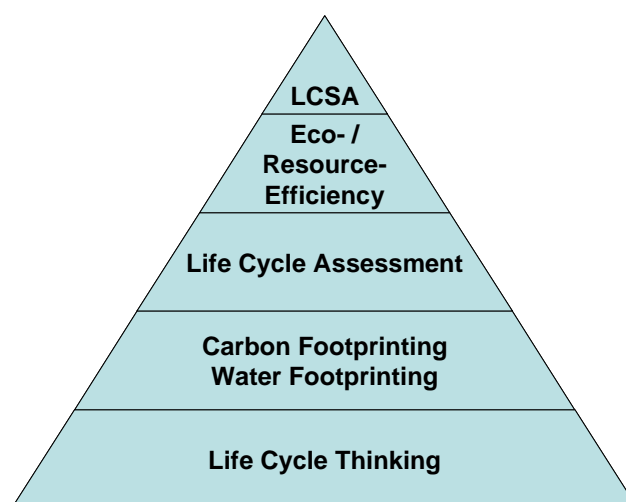 LCSA
Eco- /
Resource-
Efficiency
Life Cycle Assessment
Carbon Footprinting
Water Footprinting
Life Cycle Thinking